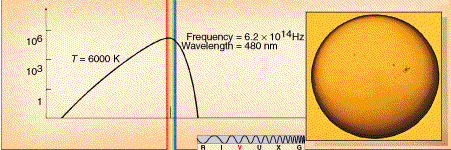 10⁶
10³
1
T = 6000 K
Frequency = 6.2 × 10¹⁴Hz
Wavelength = 480 nm
R I V U X G